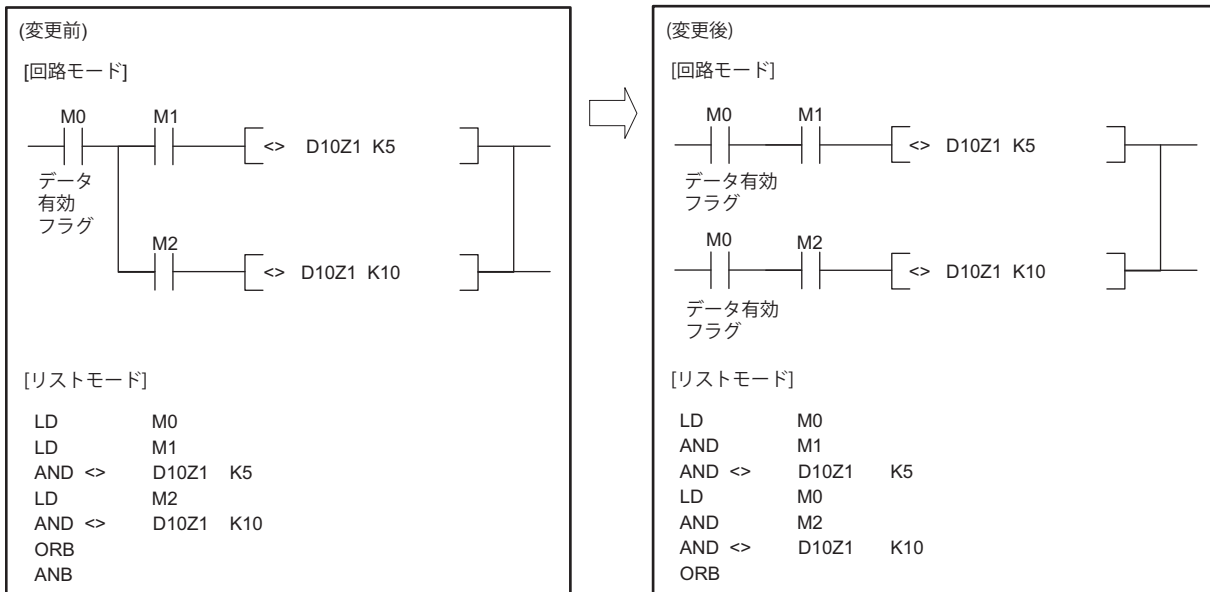 (変更前)
[回路モード]
M0 M1
<> D10Z1 K5
データ
有効
フラグ
M2
<> D10Z1 K10
[リストモード]
LD M0
LD M1
AND <> D10Z1 K5
LD M2
AND <> D10Z1 K10
ORB
ANB
(変更後)
[回路モード]
M0 M1
<> D10Z1 K5
データ有効
フラグ
M0 M2
<> D10Z1 K10
データ有効
フラグ
[リストモード]
LD M0
AND M1
AND <> D10Z1 K5
LD M0
AND M2
AND <> D10Z1 K10
ORB